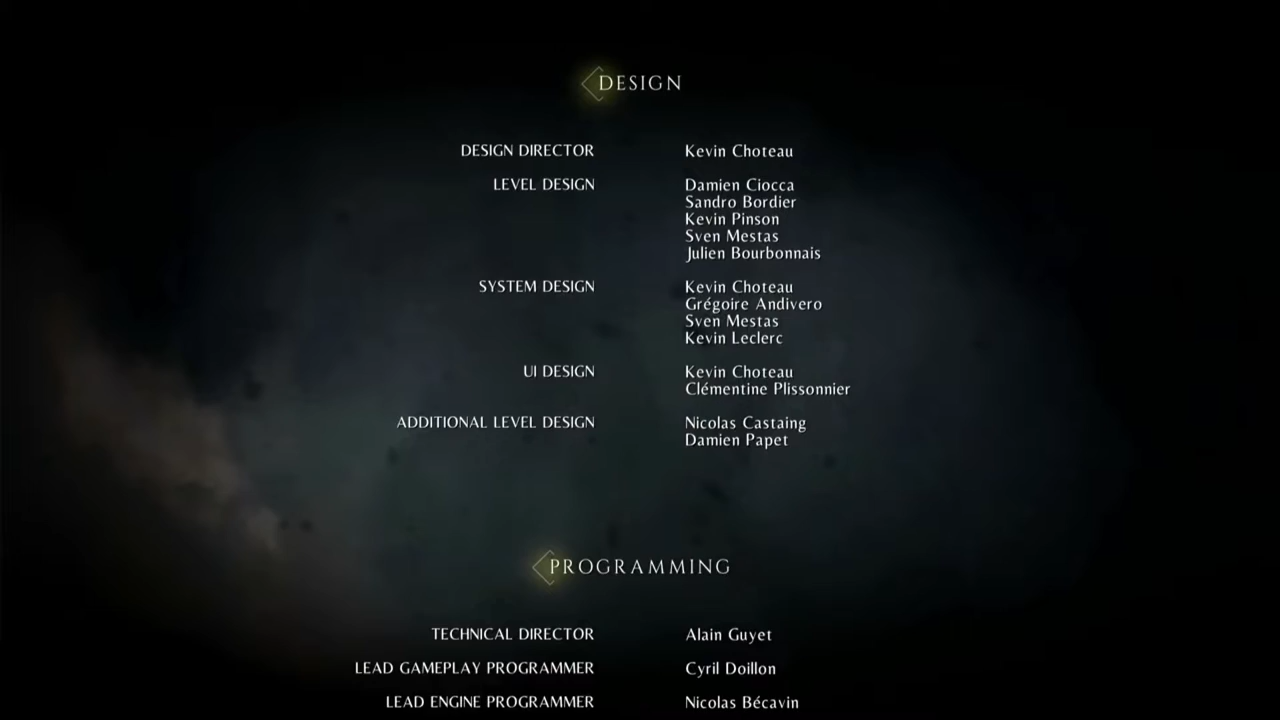 DESIGN
DESIGN DIRECTOR Kevin Choteau
LEVEL DESIGN Damien Ciocca
Sandro Bordier
Kevin Pinson
Sven Mestas
Julien Bourbonnais
SYSTEM DESIGN Kevin Choteau
Grégoire Andivero
Sven Mestas
Kevin Leclerc
UI DESIGN Kevin Choteau
Clémentine Plissonnier
ADDITIONAL LEVEL DESIGN Nicolas Castaing
Damien Papet
PROGRAMMING
TECHNICAL DIRECTOR Alain Guyet
LEAD GAMEPLAY PROGRAMMER Cyril Doillon
LEAD ENGINE PROGRAMMER Nicolas Bécavin